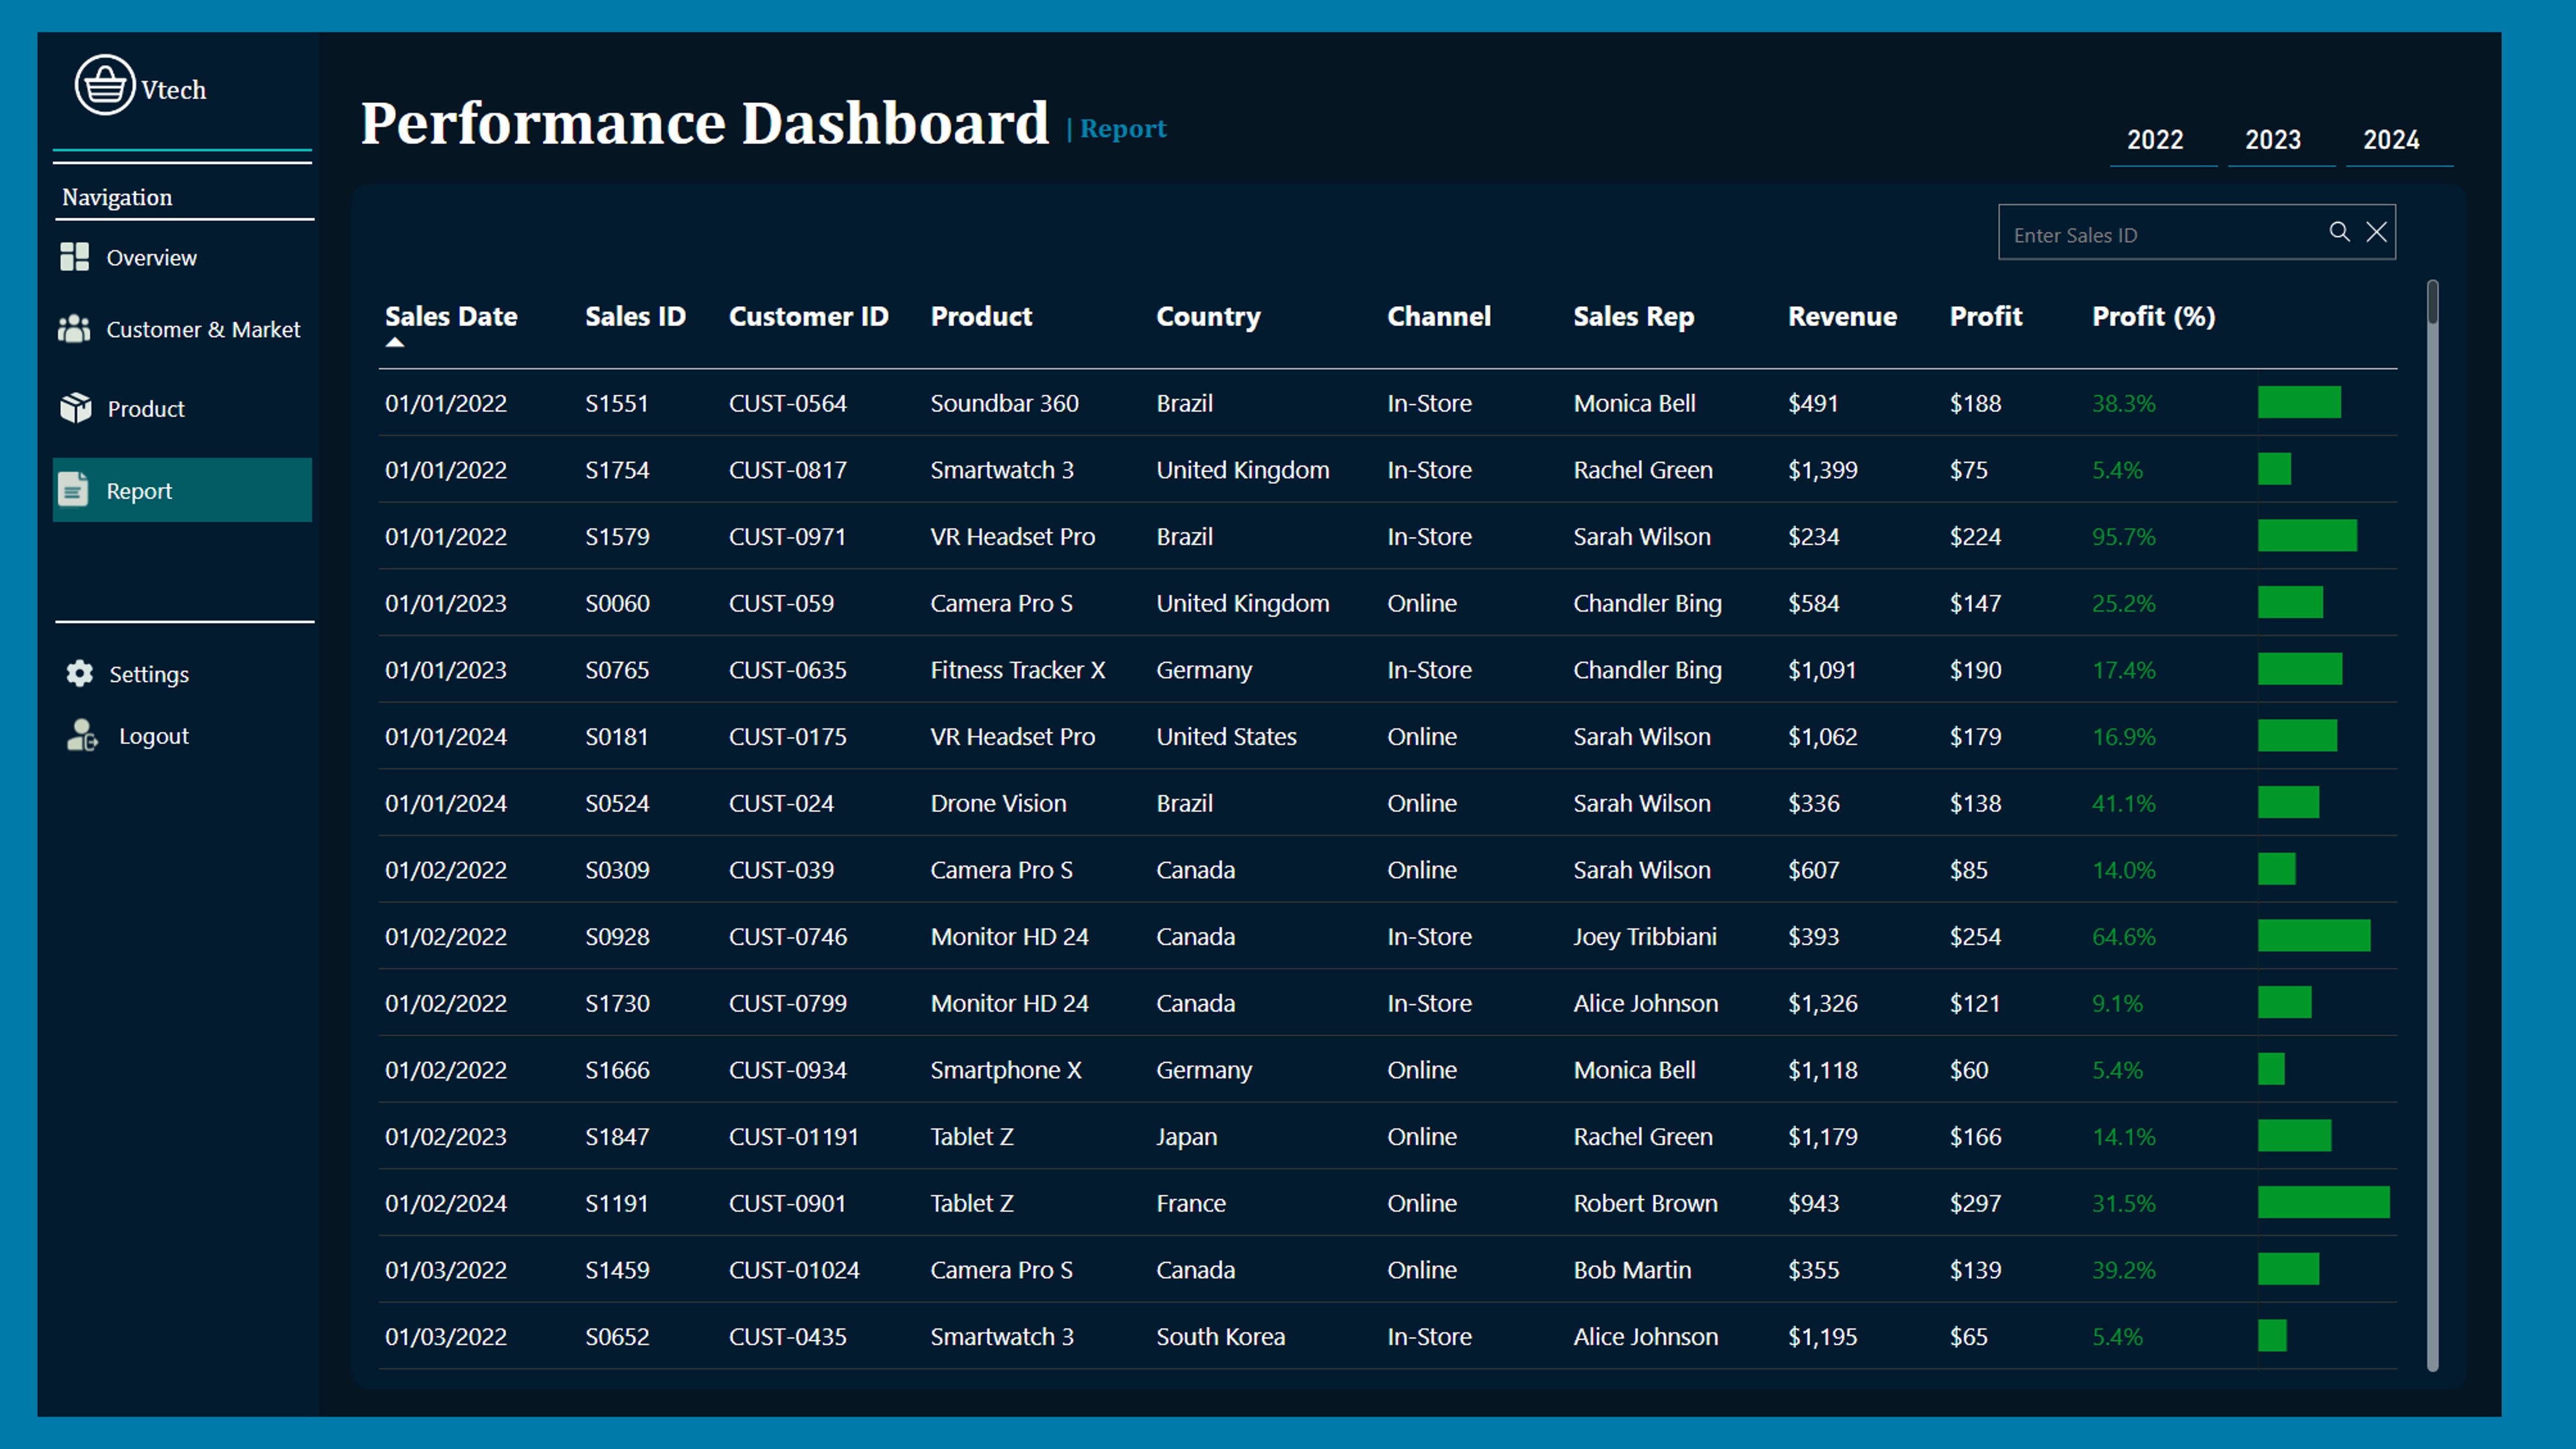 Vtech
Performance Dashboard | Report
2022 2023 2024
Navigation
Overview
Customer & Market
Product
Report
Settings
Logout
Enter Sales ID
Sales Date Sales ID Customer ID Product Country Channel Sales Rep Revenue Profit Profit (%)
01/01/2022 S1551 CUST-0564 Soundbar 360 Brazil In-Store Monica Bell $491 $188 38.3%
01/01/2022 S1754 CUST-0817 Smartwatch 3 United Kingdom In-Store Rachel Green $1,399 $75 5.4%
01/01/2022 S1579 CUST-0971 VR Headset Pro Brazil In-Store Sarah Wilson $234 $224 95.7%
01/01/2023 S0060 CUST-059 Camera Pro S United Kingdom Online Chandler Bing $584 $147 25.2%
01/01/2023 S0765 CUST-0635 Fitness Tracker X Germany In-Store Chandler Bing $1,091 $190 17.4%
01/01/2024 S0181 CUST-0175 VR Headset Pro United States Online Sarah Wilson $1,062 $179 16.9%
01/01/2024 S0524 CUST-024 Drone Vision Brazil Online Sarah Wilson $336 $138 41.1%
01/02/2022 S0309 CUST-039 Camera Pro S Canada Online Sarah Wilson $607 $85 14.0%
01/02/2022 S0928 CUST-0746 Monitor HD 24 Canada In-Store Joey Tribbiani $393 $254 64.6%
01/02/2022 S1730 CUST-0799 Monitor HD 24 Canada In-Store Alice Johnson $1,326 $121 9.1%
01/02/2022 S1666 CUST-0934 Smartphone X Germany Online Monica Bell $1,118 $60 5.4%
01/02/2023 S1847 CUST-01191 Tablet Z Japan Online Rachel Green $1,179 $166 14.1%
01/02/2024 S1191 CUST-0901 Tablet Z France Online Robert Brown $943 $297 31.5%
01/03/2022 S1459 CUST-01024 Camera Pro S Canada Online Bob Martin $355 $139 39.2%
01/03/2022 S0652 CUST-0435 Smartwatch 3 South Korea In-Store Alice Johnson $1,195 $65 5.4%